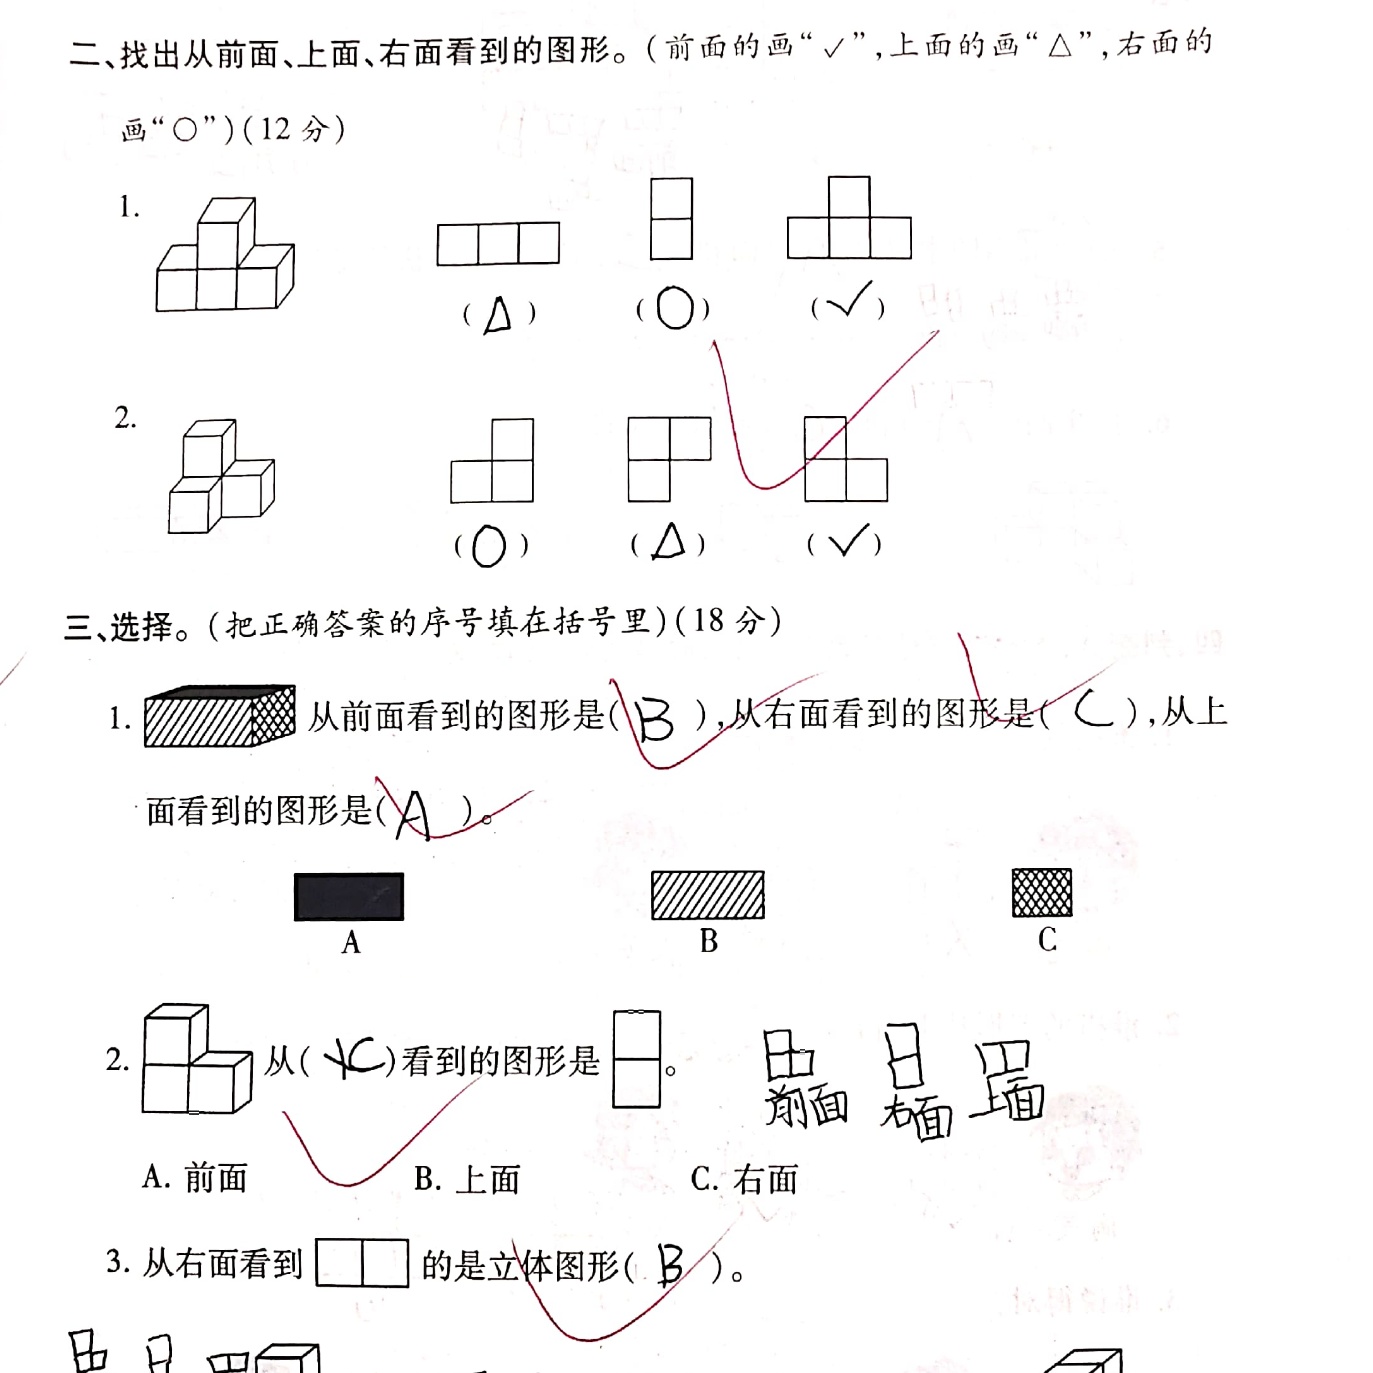 二、找出从前面、上面、右面看到的图形。(前面的画“✓”,上面的画“△”,右面的
画“○”)(12 分)
1.
(△) (○) (✓)
2.
(○) (△) (✓)
三、选择。(把正确答案的序号填在括号里)(18 分)
1. 从前面看到的图形是( B ),从右面看到的图形是( C ),从上
面看到的图形是( A )。
A B C
2. 从( C )看到的图形是 。
前面 右面 上面
A. 前面 B. 上面 C. 右面
3. 从右面看到 的是立体图形( B )。